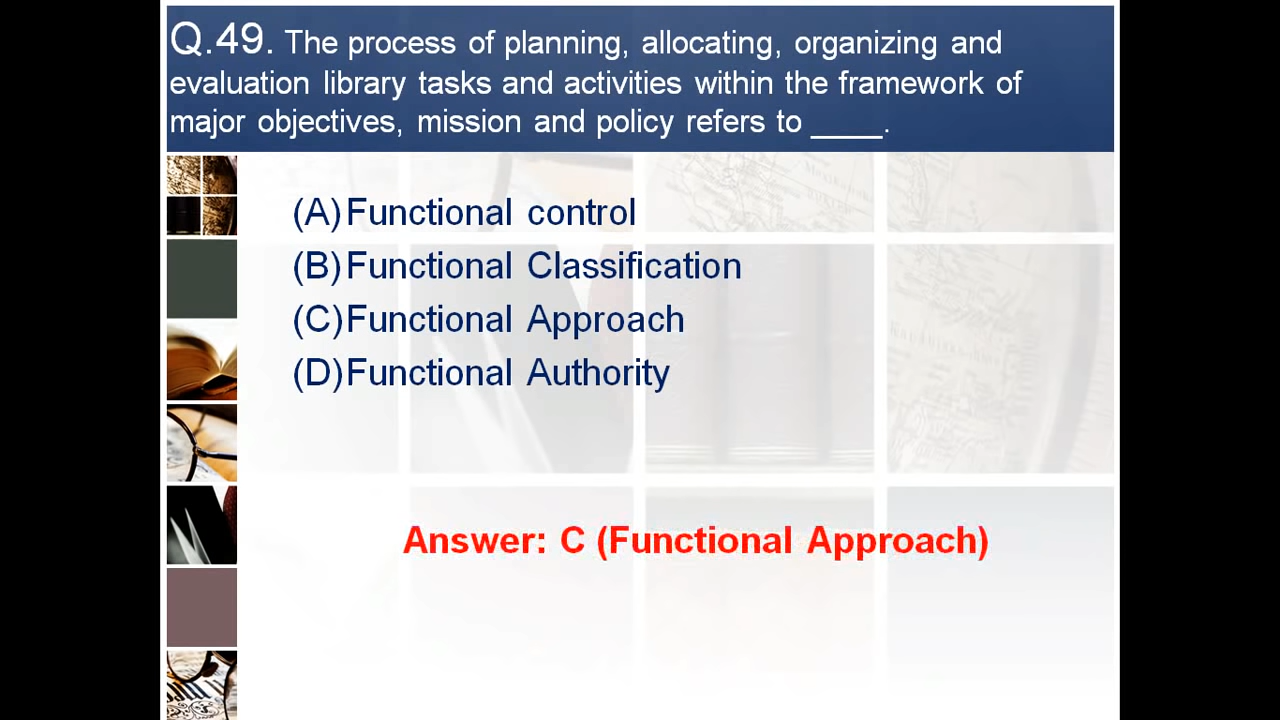 Q.49. The process of planning, allocating, organizing and
evaluation library tasks and activities within the framework of
major objectives, mission and policy refers to ____.
(A) Functional control
(B) Functional Classification
(C) Functional Approach
(D) Functional Authority
Answer: C (Functional Approach)